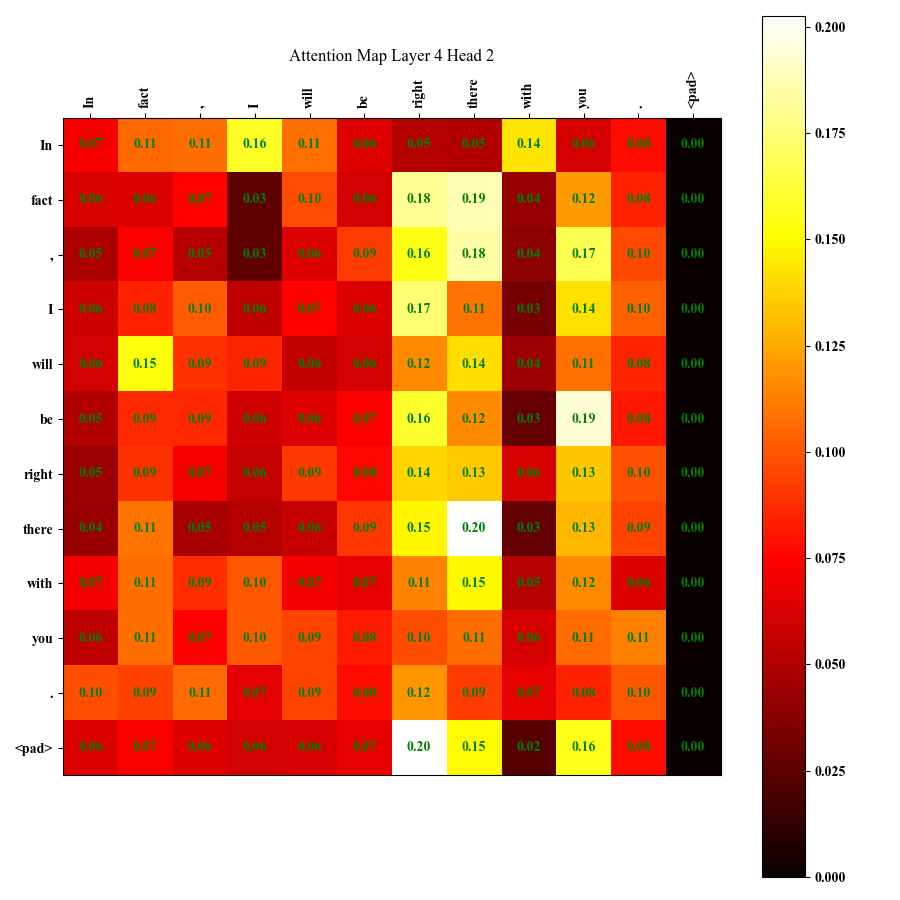 Attention Map Layer 4 Head 2
In fact , I will be right there with you . <pad>
In 0.07 0.11 0.11 0.16 0.11 0.06 0.05 0.05 0.14 0.06 0.08 0.00
fact 0.06 0.06 0.07 0.03 0.10 0.06 0.18 0.19 0.04 0.12 0.08 0.00
, 0.05 0.07 0.05 0.03 0.06 0.09 0.16 0.18 0.04 0.17 0.10 0.00
I 0.06 0.08 0.10 0.06 0.07 0.06 0.17 0.11 0.03 0.14 0.10 0.00
will 0.06 0.15 0.09 0.09 0.06 0.06 0.12 0.14 0.04 0.11 0.08 0.00
be 0.05 0.09 0.09 0.06 0.06 0.07 0.16 0.12 0.03 0.19 0.08 0.00
right 0.05 0.09 0.07 0.06 0.09 0.08 0.14 0.13 0.06 0.13 0.10 0.00
there 0.04 0.11 0.05 0.05 0.06 0.09 0.15 0.20 0.03 0.13 0.09 0.00
with 0.07 0.11 0.09 0.10 0.07 0.07 0.11 0.15 0.05 0.12 0.06 0.00
you 0.06 0.11 0.07 0.10 0.09 0.08 0.10 0.11 0.06 0.11 0.11 0.00
. 0.10 0.09 0.11 0.07 0.09 0.08 0.12 0.09 0.07 0.08 0.10 0.00
<pad> 0.06 0.07 0.06 0.06 0.06 0.07 0.20 0.15 0.02 0.16 0.08 0.00
0.200
0.175
0.150
0.125
0.100
0.075
0.050
0.025
0.000